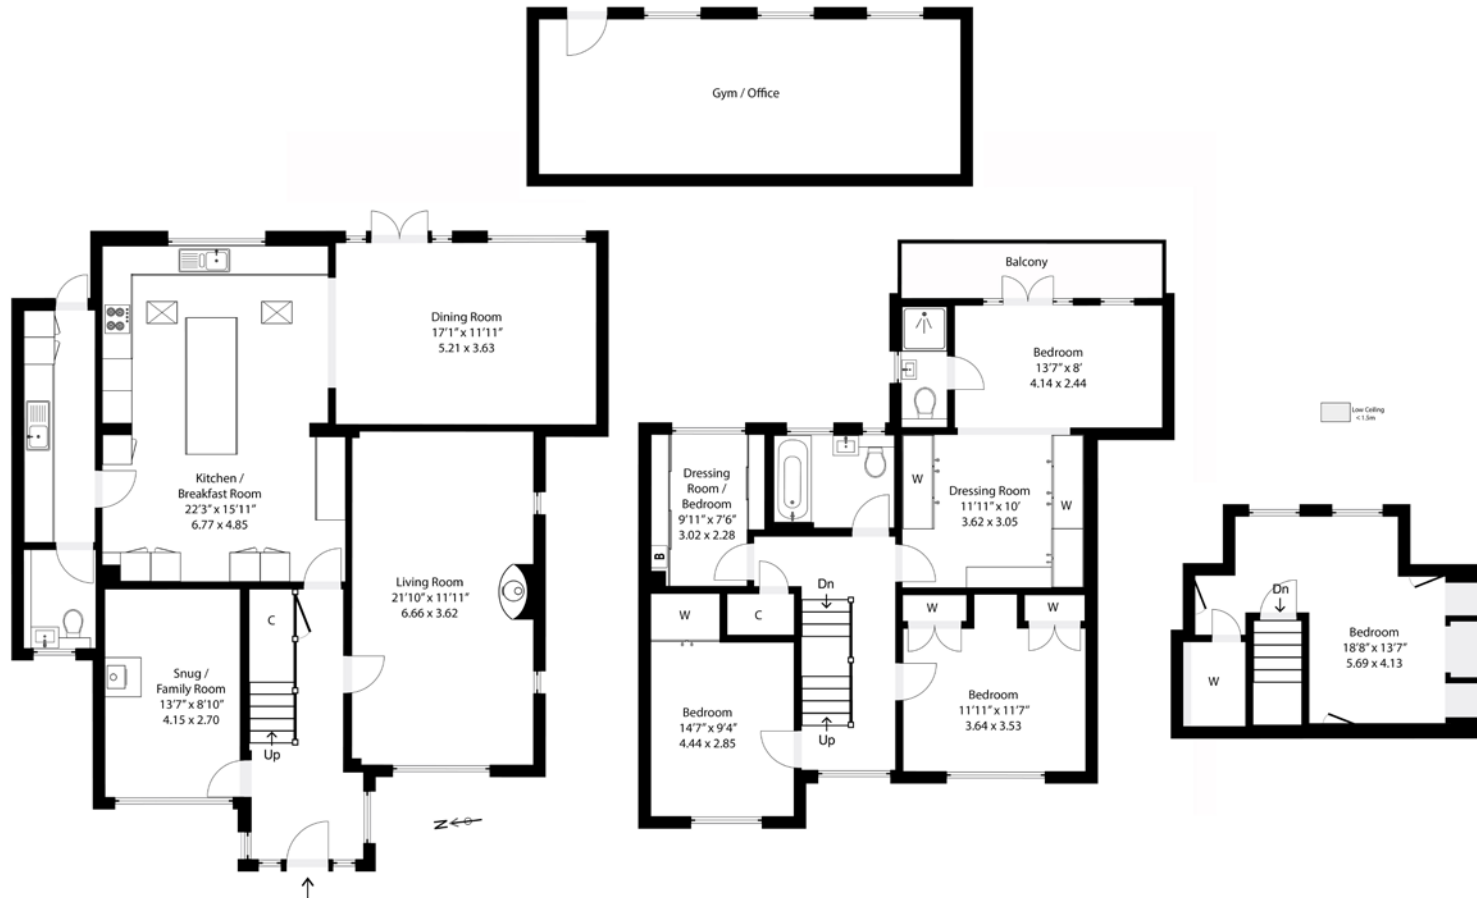 Gym / Office
Dining Room
17'1" x 11'11"
5.21 x 3.63
Kitchen /
Breakfast Room
22'3" x 15'11"
6.77 x 4.85
Living Room
21'10" x 11'11"
6.66 x 3.62
C
Snug /
Family Room
13'7" x 8'10"
4.15 x 2.70
Up
N
Balcony
Bedroom
13'7" x 8'
4.14 x 2.44
Dressing
Room /
Bedroom
9'11" x 7'6"
3.02 x 2.28
B
W
Dressing Room
11'11" x 10'
3.62 x 3.05
W
Dn
W
C
W
W
Bedroom
14'7" x 9'4"
4.44 x 2.85
Up
Bedroom
11'11" x 11'7"
3.64 x 3.53
Low Ceiling
< 1.5m
Dn
Bedroom
18'8" x 13'7"
5.69 x 4.13
W